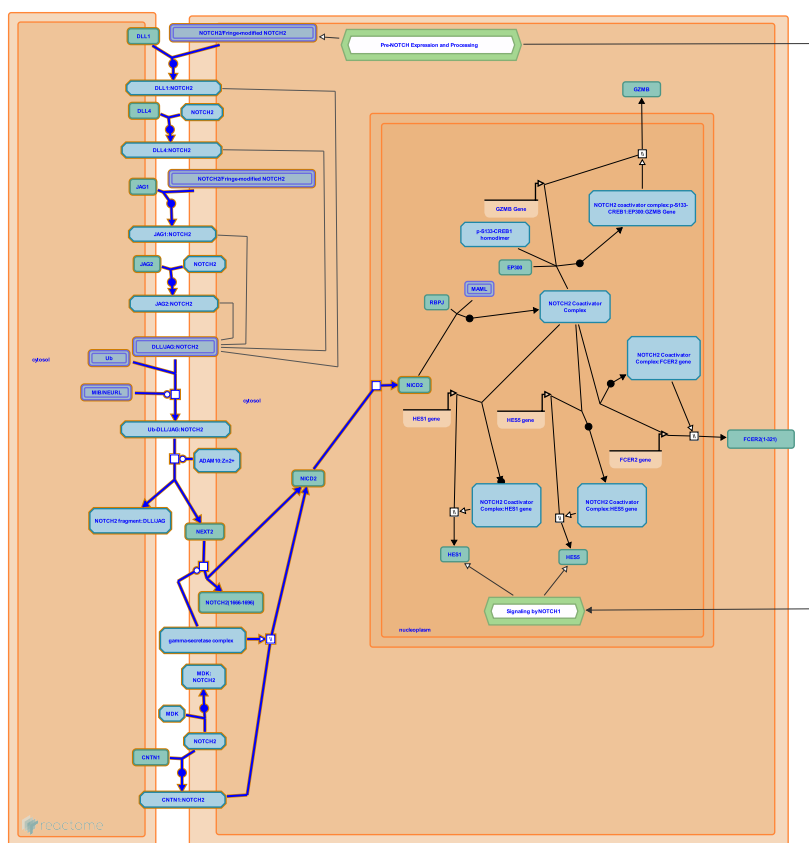 DLL1
NOTCH2/Fringe-modified NOTCH2
Pre-NOTCH Expression and Processing
DLL1:NOTCH2
GZMB
DLL4
NOTCH2
DLL4:NOTCH2
NOTCH2/Fringe-modified NOTCH2
JAG1
GZMB Gene
NOTCH2 coactivator complex:p-S133-
CREB1:EP300:GZMB Gene
JAG1:NOTCH2
p-S133-CREB1
homodimer
JAG2
NOTCH2
EP300
MAML
JAG2:NOTCH2
RBPJ
NOTCH2 Coactivator
Complex
DLL/JAG:NOTCH2
Ub
cytosol
NOTCH2 Coactivator
Complex:FCER2 gene
MIB/NEURL
NICD2
cytosol
HES1 gene
HES5 gene
Ub-DLL/JAG:NOTCH2
FCER2(1-321)
ADAM10:Zn2+
FCER2 gene
NICD2
NOTCH2 fragment:DLL/JAG
NOTCH2 Coactivator
Complex:HES1 gene
NOTCH2 Coactivator
Complex:HES5 gene
NEXT2
HES1
HES5
NOTCH2(1666-1696)
Signaling by NOTCH1
nucleoplasm
gamma-secretase complex
MDK:
NOTCH2
MDK
NOTCH2
CNTN1
CNTN1:NOTCH2
reactome